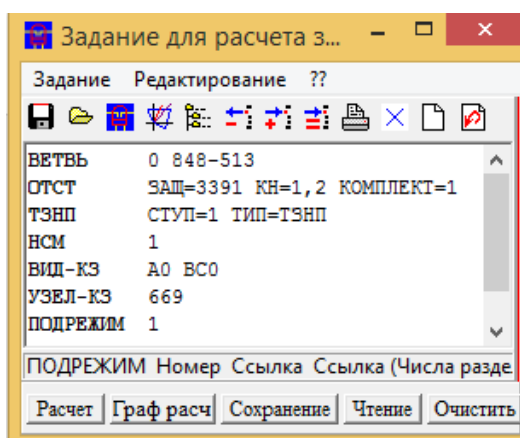 Задание для расчета з...
Задание Редактирование ??
ВЕТВЬ 0 848-513
ОТСТ ЗАЩ=3391 КН=1,2 КОМПЛЕКТ=1
ТЗНП СТУП=1 ТИП=ТЗНП
НСМ 1
ВИД-КЗ А0 ВС0
УЗЕЛ-КЗ 669
ПОДРЕЖИМ 1
ПОДРЕЖИМ Номер Ссылка Ссылка (Числа разде
Расчет Граф расч Сохранение Чтение Очистить